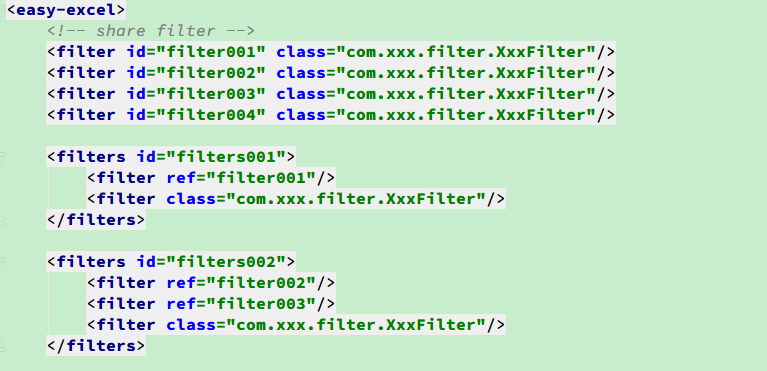 <easy-excel>
    <!-- share filter -->
    <filter id="filter001" class="com.xxx.filter.XxxFilter"/>
    <filter id="filter002" class="com.xxx.filter.XxxFilter"/>
    <filter id="filter003" class="com.xxx.filter.XxxFilter"/>
    <filter id="filter004" class="com.xxx.filter.XxxFilter"/>

    <filters id="filters001">
        <filter ref="filter001"/>
        <filter class="com.xxx.filter.XxxFilter"/>
    </filters>

    <filters id="filters002">
        <filter ref="filter002"/>
        <filter ref="filter003"/>
        <filter class="com.xxx.filter.XxxFilter"/>
    </filters>